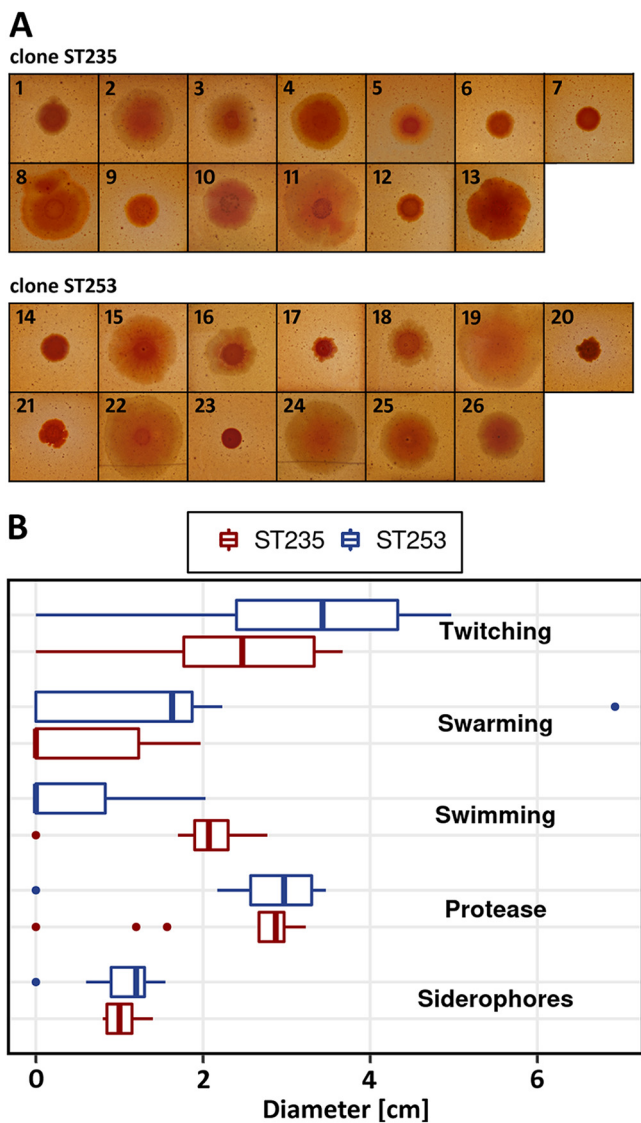 A
clone ST235
1 2 3 4 5 6 7
8 9 10 11 12 13
clone ST253
14 15 16 17 18 19 20
21 22 23 24 25 26
B
ST235 ST253
Twitching
Swarming
Swimming
Protease
Siderophores
0 2 4 6
Diameter [cm]